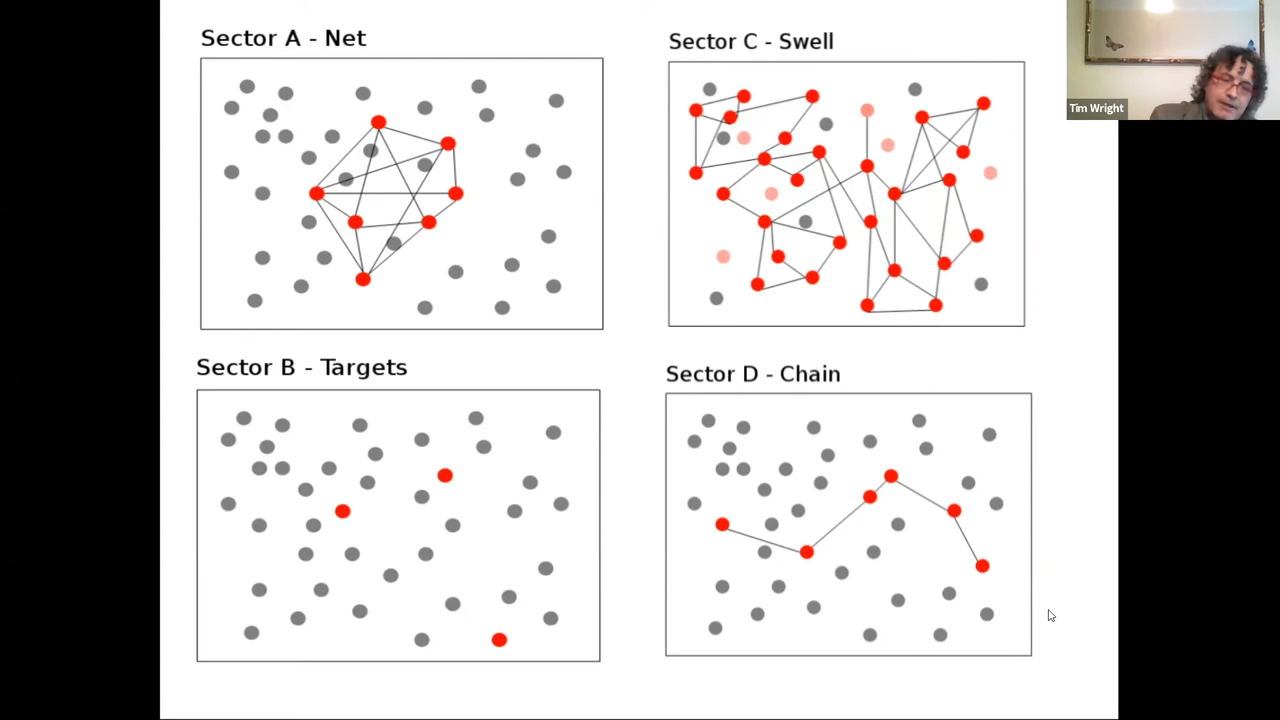 Sector A - Net
Sector C - Swell
Tim Wright
Sector B - Targets
Sector D - Chain